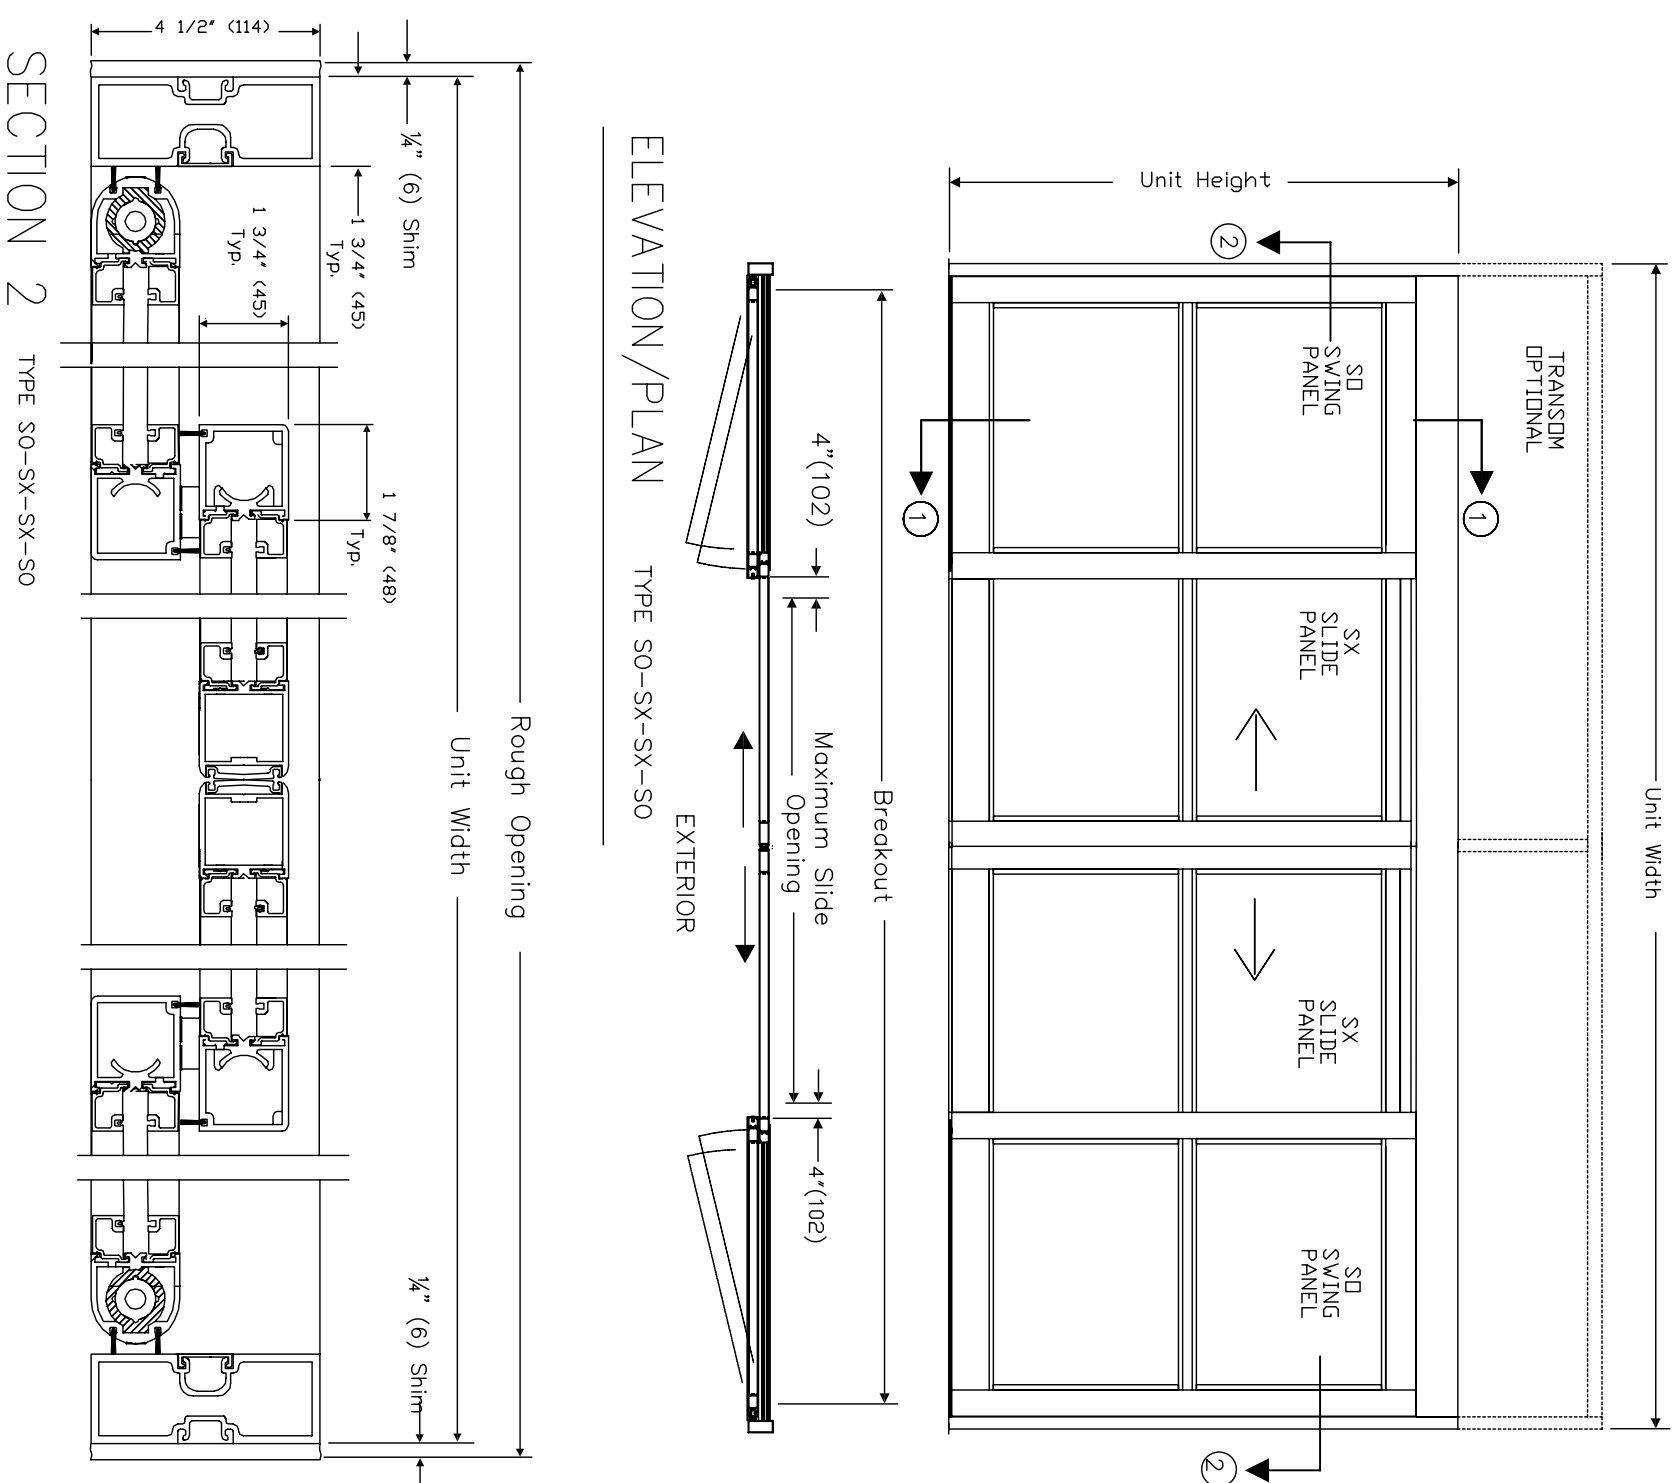 Unit Width
TRANSOM
OPTIONAL
Unit Height
2
SO
SWING
PANEL
1
1
SX
SLIDE
PANEL
SX
SLIDE
PANEL
SO
SWING
PANEL
2
Breakout
4"(102)
Maximum Slide
Opening
4"(102)
EXTERIOR
ELEVATION/PLAN TYPE SO-SX-SX-SO
Rough Opening
Unit Width
¼" (6) Shim
¼" (6) Shim
1 3/4" (45)
Typ.
1 3/4" (45)
Typ.
1 7/8" (48)
Typ.
4 1/2" (114)
SECTION 2 TYPE SO-SX-SX-SO